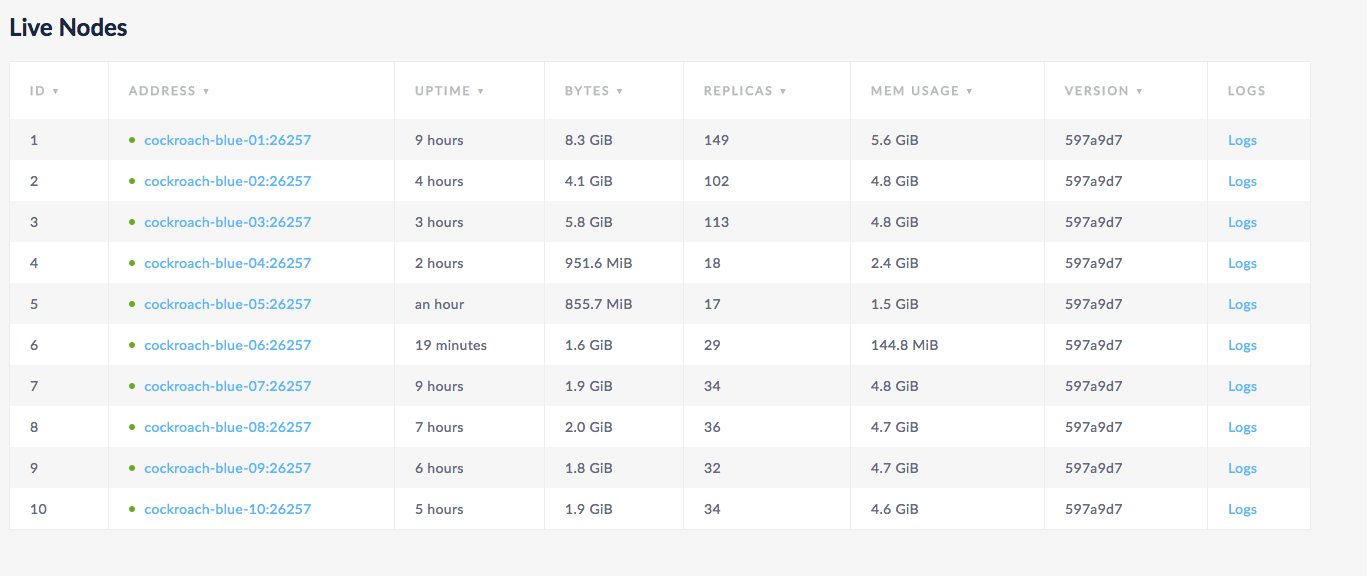 Live Nodes
ID ▼ ADDRESS ▼ UPTIME ▼ BYTES ▼ REPLICAS ▼ MEM USAGE ▼ VERSION ▼ LOGS
1 cockroach-blue-01:26257 9 hours 8.3 GiB 149 5.6 GiB 597a9d7 Logs
2 cockroach-blue-02:26257 4 hours 4.1 GiB 102 4.8 GiB 597a9d7 Logs
3 cockroach-blue-03:26257 3 hours 5.8 GiB 113 4.8 GiB 597a9d7 Logs
4 cockroach-blue-04:26257 2 hours 951.6 MiB 18 2.4 GiB 597a9d7 Logs
5 cockroach-blue-05:26257 an hour 855.7 MiB 17 1.5 GiB 597a9d7 Logs
6 cockroach-blue-06:26257 19 minutes 1.6 GiB 29 144.8 MiB 597a9d7 Logs
7 cockroach-blue-07:26257 9 hours 1.9 GiB 34 4.8 GiB 597a9d7 Logs
8 cockroach-blue-08:26257 7 hours 2.0 GiB 36 4.7 GiB 597a9d7 Logs
9 cockroach-blue-09:26257 6 hours 1.8 GiB 32 4.7 GiB 597a9d7 Logs
10 cockroach-blue-10:26257 5 hours 1.9 GiB 34 4.6 GiB 597a9d7 Logs